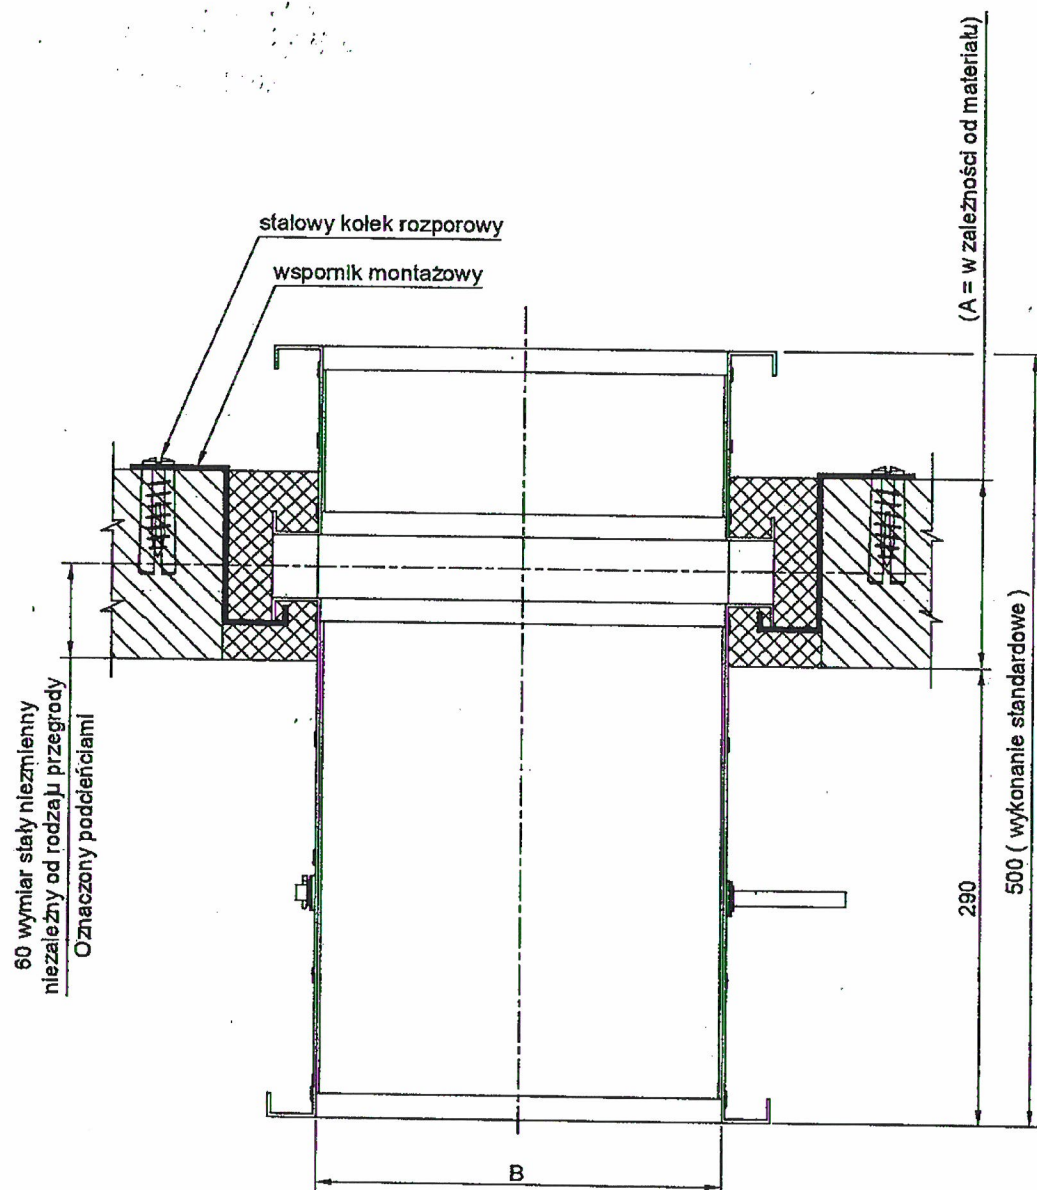 stalowy kołek rozporowy
wspornik montażowy
(A = w zależności od materiału)
60 wymiar stały niezmienny
niezależny od rodzaju przegrody
Oznaczony podcieńciami
290
500 ( wykonanie standardowe )
B